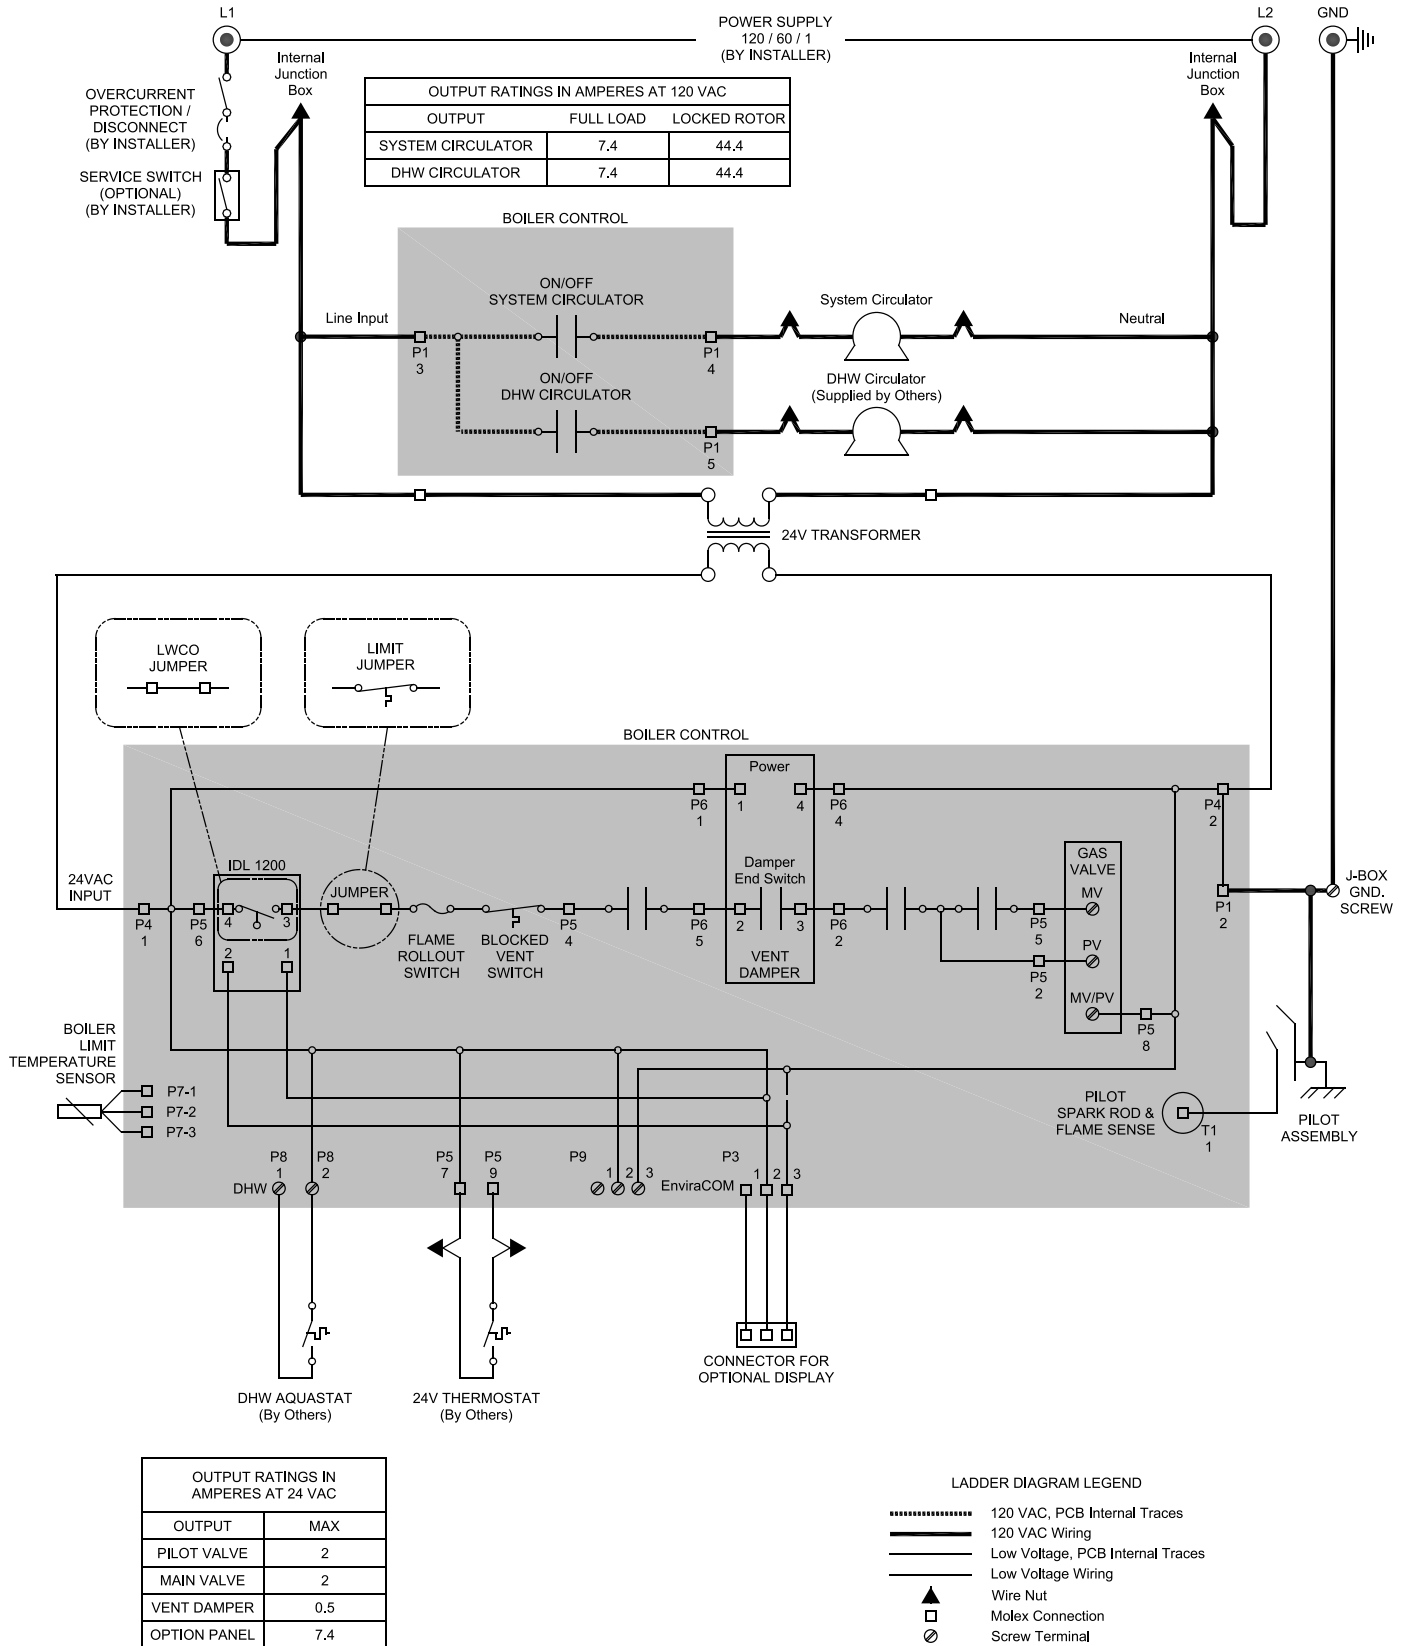 L1
POWER SUPPLY
120 / 60 / 1
(BY INSTALLER)
L2
GND
Internal
Junction
Box
Internal
Junction
Box
OVERCURRENT
PROTECTION /
DISCONNECT
(BY INSTALLER)
SERVICE SWITCH
(OPTIONAL)
(BY INSTALLER)
OUTPUT RATINGS IN AMPERES AT 120 VAC
OUTPUT FULL LOAD LOCKED ROTOR
SYSTEM CIRCULATOR 7.4 44.4
DHW CIRCULATOR 7.4 44.4
BOILER CONTROL
ON/OFF
SYSTEM CIRCULATOR
System Circulator
Line Input
Neutral
P1
3
P1
4
ON/OFF
DHW CIRCULATOR
DHW Circulator
(Supplied by Others)
P1
5
24V TRANSFORMER
LWCO
JUMPER
LIMIT
JUMPER
BOILER CONTROL
Power
P6
1
1
4
P6
4
P4
2
24VAC
INPUT
IDL 1200
JUMPER
Damper
End Switch
GAS
VALVE
MV
J-BOX
GND.
SCREW
P4
1
P5
6
4
3
2
1
FLAME
ROLLOUT
SWITCH
BLOCKED
VENT
SWITCH
P5
4
P6
5
2
3
P6
2
VENT
DAMPER
P5
5
PV
P5
2
MV/PV
P5
8
P1
2
BOILER
LIMIT
TEMPERATURE
SENSOR
P7-1
P7-2
P7-3
PILOT
SPARK ROD &
FLAME SENSE
T1
1
PILOT
ASSEMBLY
P8
1
P8
2
DHW
P5
7
P5
9
P9
1 2 3
P3
EnviraCOM
1 2 3
DHW AQUASTAT
(By Others)
24V THERMOSTAT
(By Others)
CONNECTOR FOR
OPTIONAL DISPLAY
OUTPUT RATINGS IN
AMPERES AT 24 VAC
OUTPUT MAX
PILOT VALVE 2
MAIN VALVE 2
VENT DAMPER 0.5
OPTION PANEL 7.4
LADDER DIAGRAM LEGEND
120 VAC, PCB Internal Traces
120 VAC Wiring
Low Voltage, PCB Internal Traces
Low Voltage Wiring
Wire Nut
Molex Connection
Screw Terminal